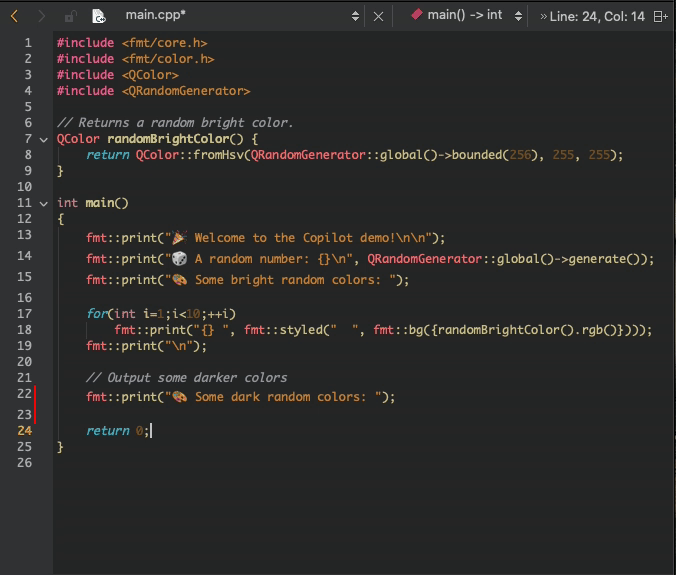 main.cpp* main() -> int » Line: 24, Col: 14
1 #include <fmt/core.h>
2 #include <fmt/color.h>
3 #include <QColor>
4 #include <QRandomGenerator>
5
6 // Returns a random bright color.
7 QColor randomBrightColor() {
8 return QColor::fromHsv(QRandomGenerator::global()->bounded(256), 255, 255);
9 }
10
11 int main()
12 {
13 fmt::print("🎉 Welcome to the Copilot demo!\n\n");
14 fmt::print("🎲 A random number: {}\n", QRandomGenerator::global()->generate());
15 fmt::print("🎨 Some bright random colors: ");
16
17 for(int i=1;i<10;++i)
18 fmt::print("{} ", fmt::styled("  ", fmt::bg({randomBrightColor().rgb()})));
19 fmt::print("\n");
20
21 // Output some darker colors
22 fmt::print("🎨 Some dark random colors: ");
23
24 return 0;
25 }
26